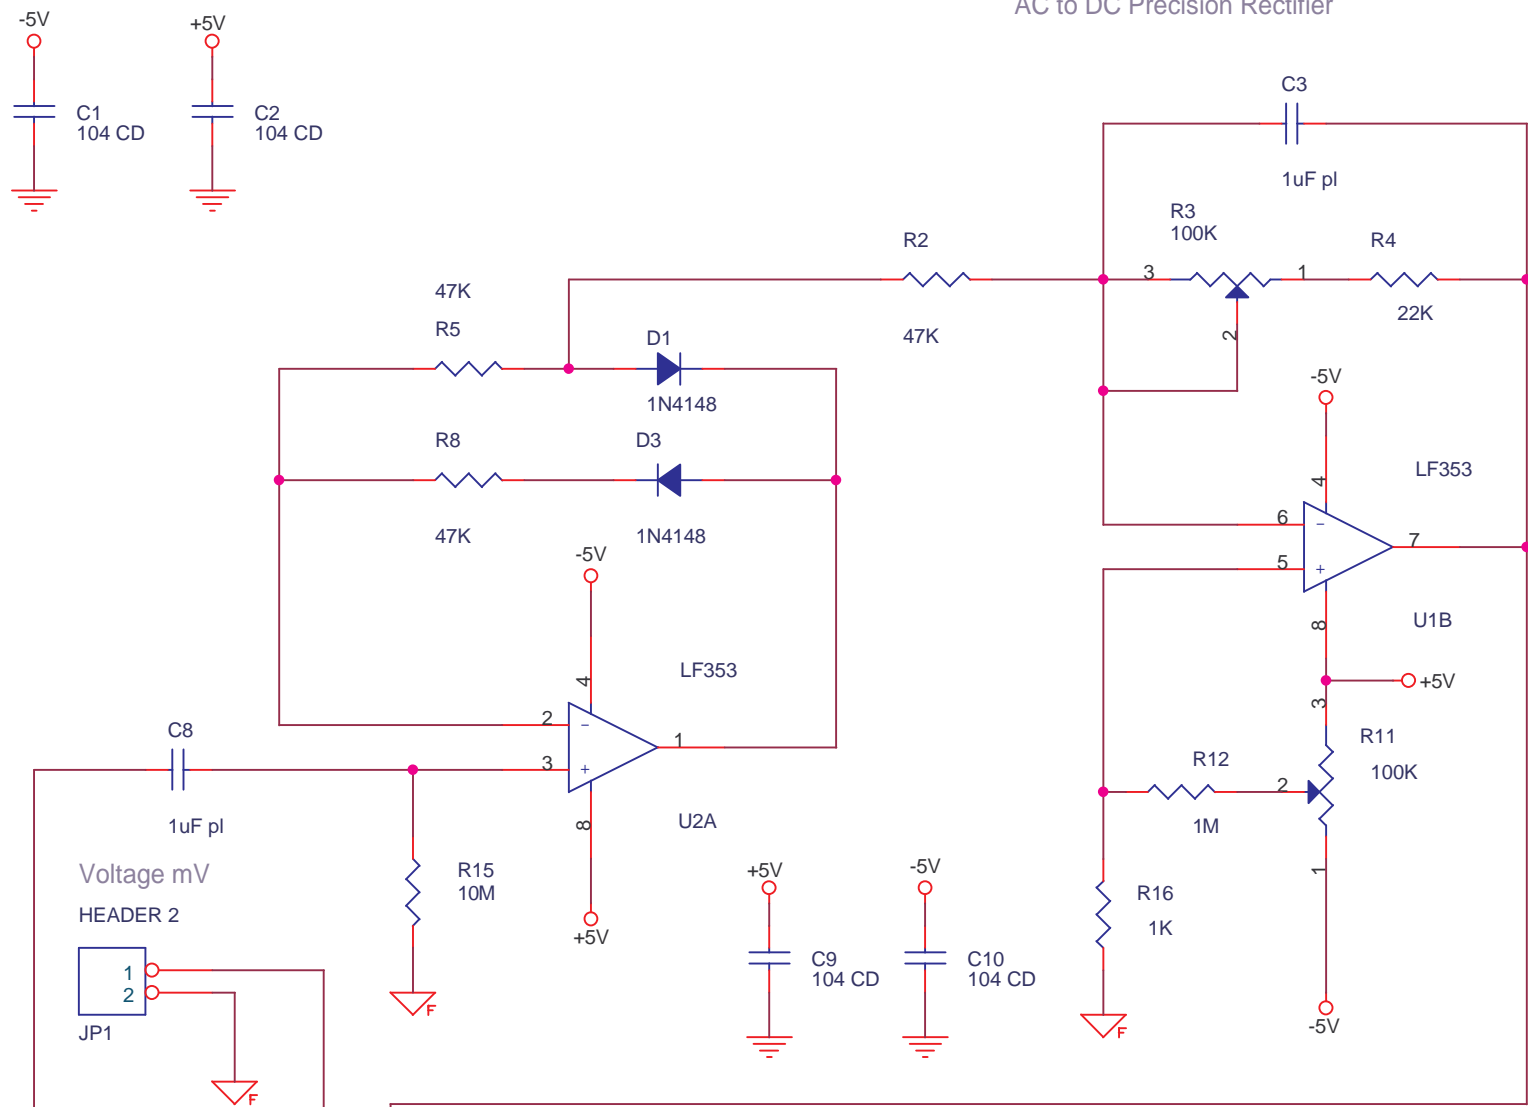 AC to DC Precision Rectifier
-5V
+5V
C1
104 CD
C2
104 CD
C3
1uF pl
R3
100K
R4
3
1
22K
2
R2
47K
47K
R5
D1
1N4148
R8
D3
47K
1N4148
-5V
4
LF353
6
-
5
+
7
8
U1B
+5V
3
R11
100K
R12
2
1M
1
R16
1K
F
-5V
-5V
4
LF353
2
-
3
+
1
8
U2A
+5V
C8
1uF pl
R15
10M
F
Voltage mV
HEADER 2
1
2
JP1
F
+5V
C9
104 CD
-5V
C10
104 CD